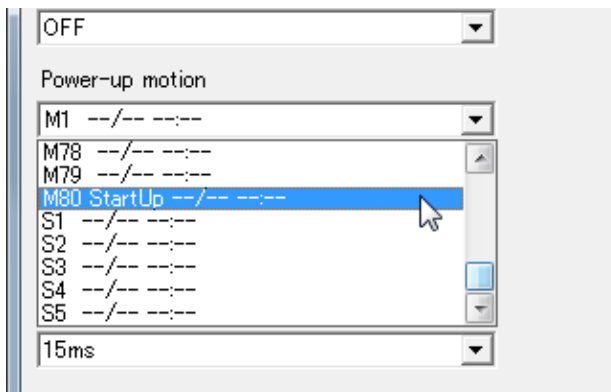 OFF
Power-up motion
M1 --/-- --:--
M78 --/-- --:--
M79 --/-- --:--
M80 StartUp --/-- --:--
S1 --/-- --:--
S2 --/-- --:--
S3 --/-- --:--
S4 --/-- --:--
S5 --/-- --:--
15ms